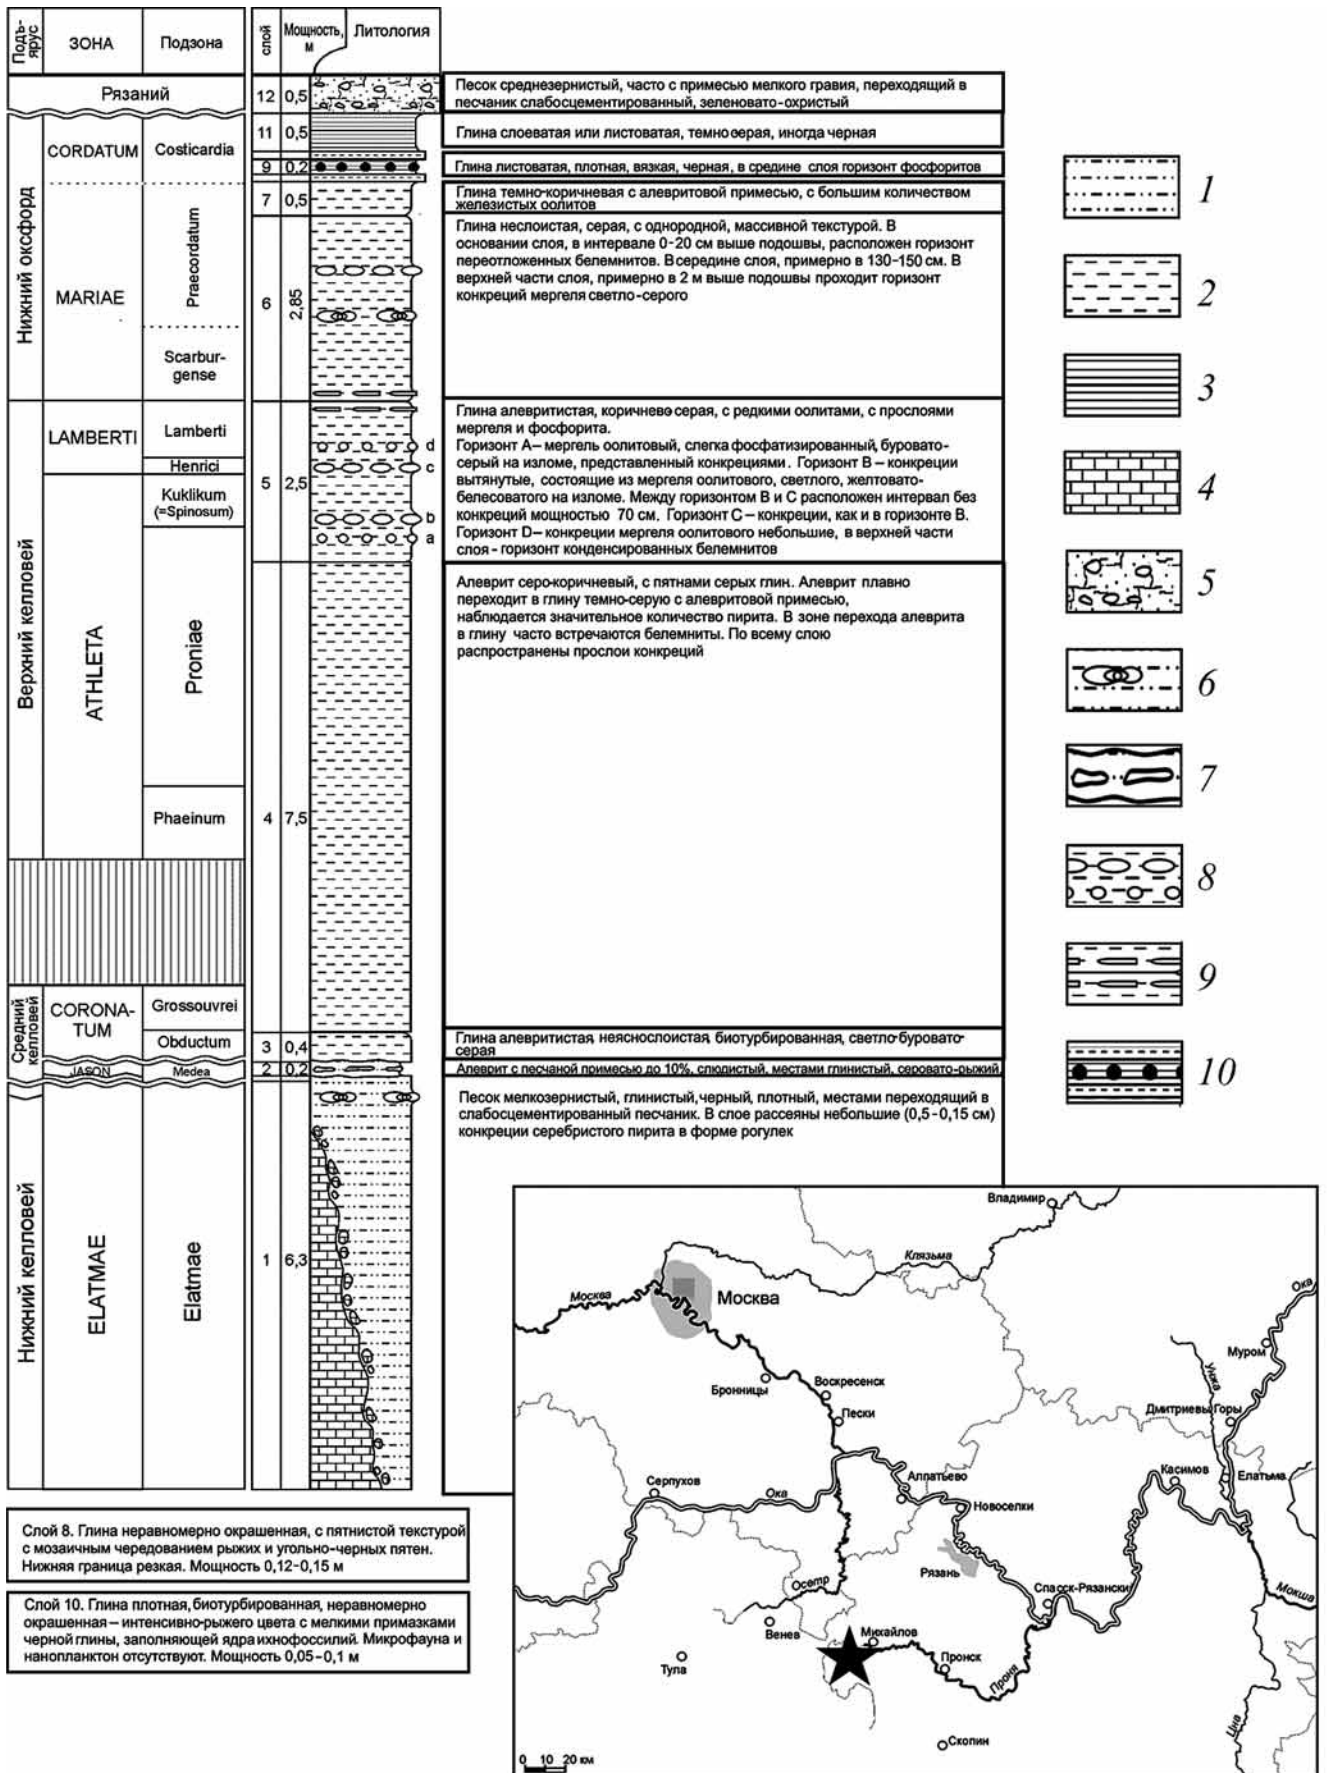 Подъ-
ярус
ЗОНА
Подзона
слой
Мощность,
м
Литология
Рязаний
12
0,5
Песок среднезернистый, часто с примесью мелкого гравия, переходящий в
песчаник слабосцементированный, зеленовато-охристый
Нижний оксфорд
CORDATUM
Costicardia
11
0,5
Глина слоеватая или листоватая, темно-серая, иногда черная
9
0,2
Глина листоватая, плотная, вязкая, черная, в средине слоя горизонт фосфоритов
MARIAE
Praecordatum
Scarbur-
gense
7
0,5
Глина темно-коричневая с алевритовой примесью, с большим количеством
железистых оолитов
6
2,85
Глина неслоистая, серая, с однородной, массивной текстурой. В
основании слоя, в интервале 0-20 см выше подошвы, расположен горизонт
переотложенных белемнитов. В середине слоя, примерно в 130-150 см. В
верхней части слоя, примерно в 2 м выше подошвы проходит горизонт
конкреций мергеля светло-серого
Верхний келловей
LAMBERTI
Lamberti
Henrici
ATHLETA
Kuklikum
(=Spinosum)
Proniae
Phaeinum
5
2,5
d
c
b
a
Глина алевритистая, коричнево-серая, с редкими оолитами, с прослоями
мергеля и фосфорита.
Горизонт А– мергель оолитовый, слегка фосфатизированный, буровато-
серый на изломе, представленный конкрециями. Горизонт В – конкреции
вытянутые, состоящие из мергеля оолитового, светлого, желтовато-
белесоватого на изломе. Между горизонтом В и С расположен интервал без
конкреций мощностью 70 см. Горизонт С – конкреции, как и в горизонте В.
Горизонт D– конкреции мергеля оолитового небольшие, в верхней части
слоя - горизонт конденсированных белемнитов
4
7,5
Алеврит серо-коричневый, с пятнами серых глин. Алеврит плавно
переходит в глину темно-серую с алевритовой примесью,
наблюдается значительное количество пирита. В зоне перехода алеврита
в глину часто встречаются белемниты. По всему слою
распространены прослои конкреций
Средний
келловей
CORONA-
TUM
Grossouvrei
Obductum
3
0,4
Глина алевритистая, неяснослоистая, биотурбированная, светло-буровато-
серая
JASON
Medea
2
0,2
Алеврит с песчаной примесью до 10%, слюдистый, местами глинистый, серовато-рыжий
Нижний келловей
ELATMAE
Elatmae
1
6,3
Песок мелкозернистый, глинистый, черный, плотный, местами переходящий в
слабосцементированный песчаник. В слое рассеяны небольшие (0,5-0,15 см)
конкреции серебристого пирита в форме рогулек
1
2
3
4
5
6
7
8
9
10
Слой 8. Глина неравномерно окрашенная, с пятнистой текстурой
с мозаичным чередованием рыжих и угольно-черных пятен.
Нижняя граница резкая. Мощность 0,12-0,15 м
Слой 10. Глина плотная, биотурбированная, неравномерно
окрашенная – интенсивно-рыжего цвета с мелкими примазками
черной глины, заполняющей ядра ихнофоссилий. Микрофауна и
нанопланктон отсутствуют. Мощность 0,05-0,1 м
Владимир
Клязьма
Москва
Москва
Ока
Муром
Унжа
Бронницы
Воскресенск
Пески
Дмитриевы Горы
Серпухов
Ока
Алпатьево
Касимов
Елатьма
Новоселки
Рязань
Осетр
Спасск-Рязански
Мокша
Венев
Михайлов
Тула
Пронск
Проня
Скопин
Цна
0 10 20 км